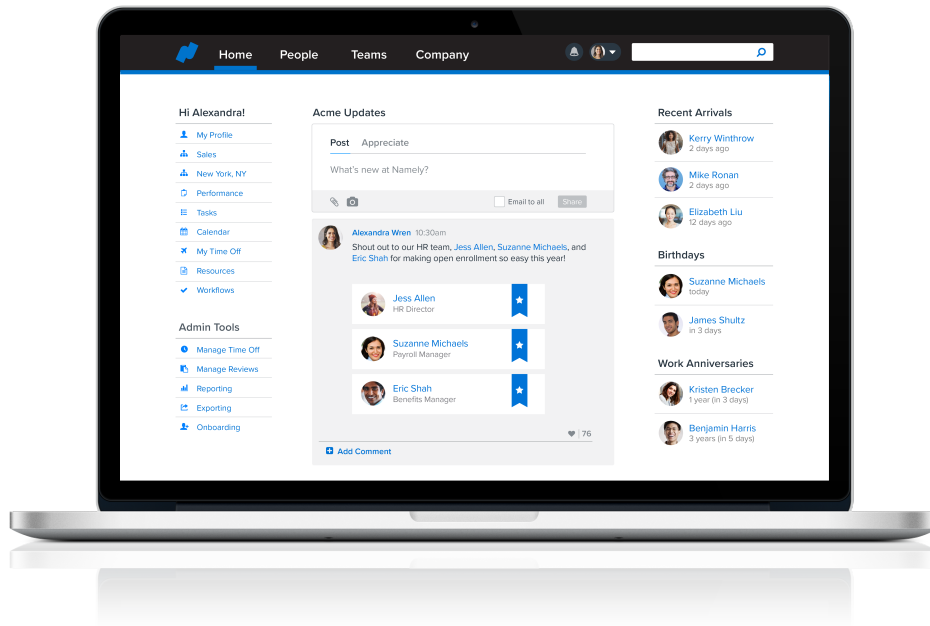 Home People Teams Company
Hi Alexandra!
My Profile
Sales
New York, NY
Performance
Tasks
Calendar
My Time Off
Resources
Workflows
Admin Tools
Manage Time Off
Manage Reviews
Reporting
Exporting
Onboarding
Acme Updates
Post Appreciate
What's new at Namely?
Email to all Share
Alexandra Wren 10:30am
Shout out to our HR team, Jess Allen, Suzanne Michaels, and
Eric Shah for making open enrollment so easy this year!
Jess Allen
HR Director
Suzanne Michaels
Payroll Manager
Eric Shah
Benefits Manager
76
Add Comment
Recent Arrivals
Kerry Winthrow
2 days ago
Mike Ronan
2 days ago
Elizabeth Liu
12 days ago
Birthdays
Suzanne Michaels
today
James Shultz
in 3 days
Work Anniversaries
Kristen Brecker
1 year (in 3 days)
Benjamin Harris
3 years (in 5 days)